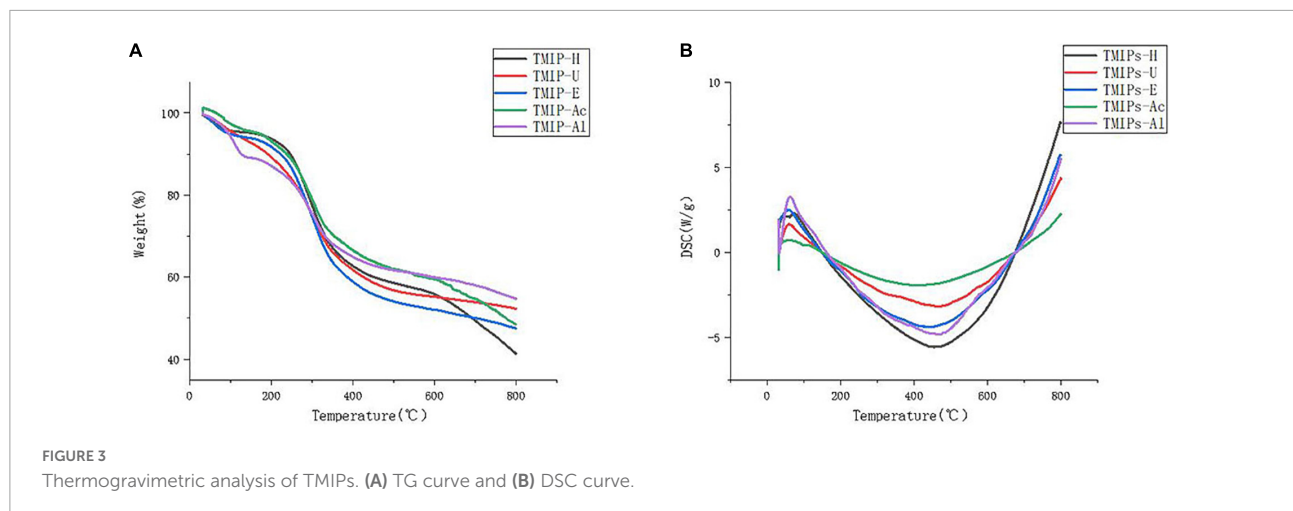 A
TMIP-H
TMIP-U
TMIP-E
TMIP-Ac
TMIP-Al
100
80
60
40
Weight(%)
0
200
400
600
800
Temperature(℃)
B
TMIPs-H
TMIPs-U
TMIPs-E
TMIPs-Ac
TMIPs-Al
10
5
0
-5
DSC(W/g)
0
200
400
600
800
Temperature(℃)
FIGURE 3
Thermogravimetric analysis of TMIPs. (A) TG curve and (B) DSC curve.